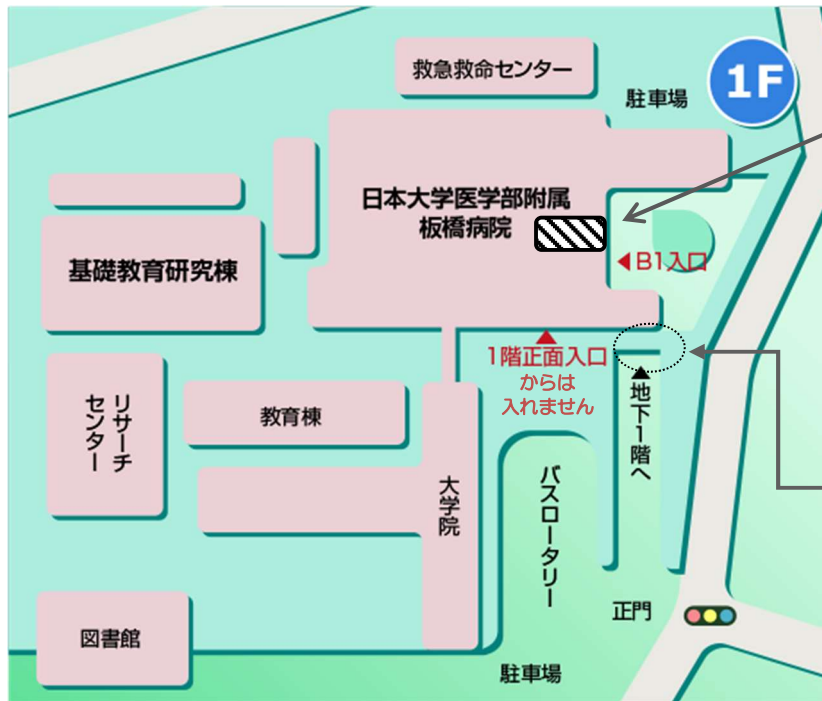 救急救命センター
駐車場
1F
日本大学医学部附属
板橋病院
基礎教育研究棟
◀B1入口
▲
1階正面入口
からは
入れません
▲
地下1階へ
リサーチ
センター
教育棟
大学院
バスロータリー
正門
図書館
駐車場